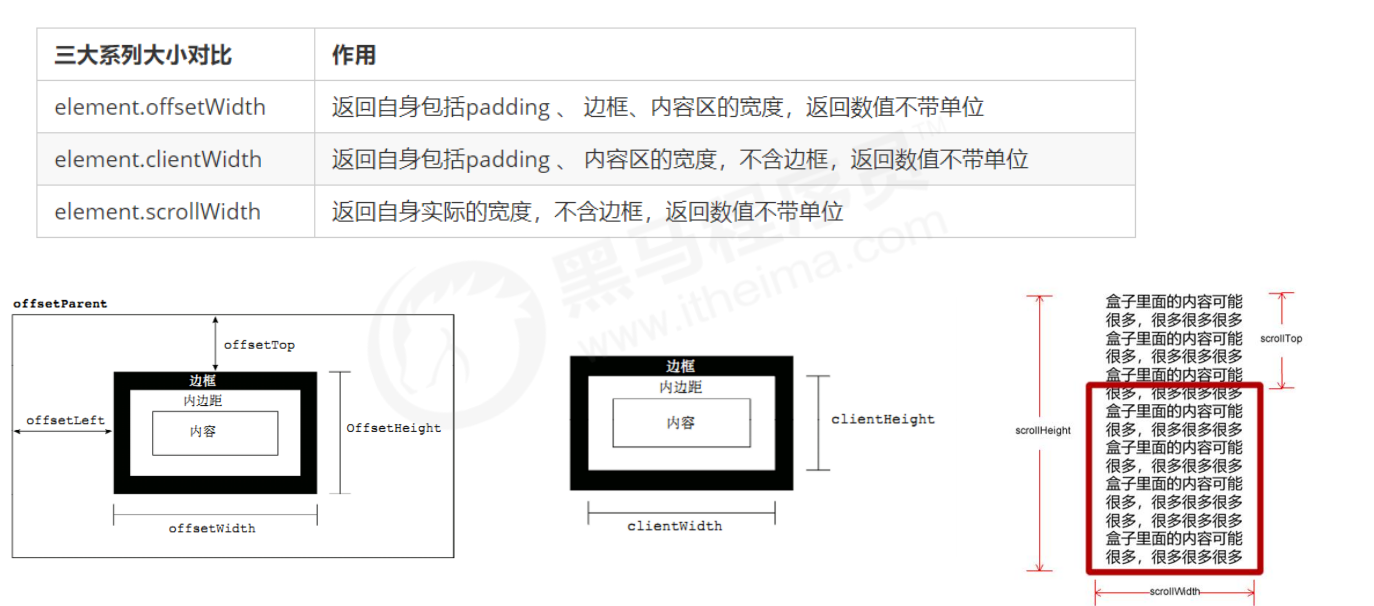 三大系列大小对比 作用
element.offsetWidth 返回自身包括padding 、 边框、内容区的宽度，返回数值不带单位
element.clientWidth 返回自身包括padding 、 内容区的宽度，不含边框，返回数值不带单位
element.scrollWidth 返回自身实际的宽度，不含边框，返回数值不带单位
黑马程序员TM
www.itheima.com
offsetParent
offsetTop
边框
内边距
offsetLeft
内容
OffsetHeight
offsetWidth
边框
内边距
内容
clientHeight
clientWidth
盒子里面的内容可能
很多，很多很多很多
盒子里面的内容可能
很多，很多很多很多
盒子里面的内容可能
很多，很多很多很多
盒子里面的内容可能
很多，很多很多很多
盒子里面的内容可能
很多，很多很多很多
盒子里面的内容可能
很多，很多很多很多
很多，很多很多很多
盒子里面的内容可能
很多，很多很多很多
scrollTop
scrollHeight
scrollWidth